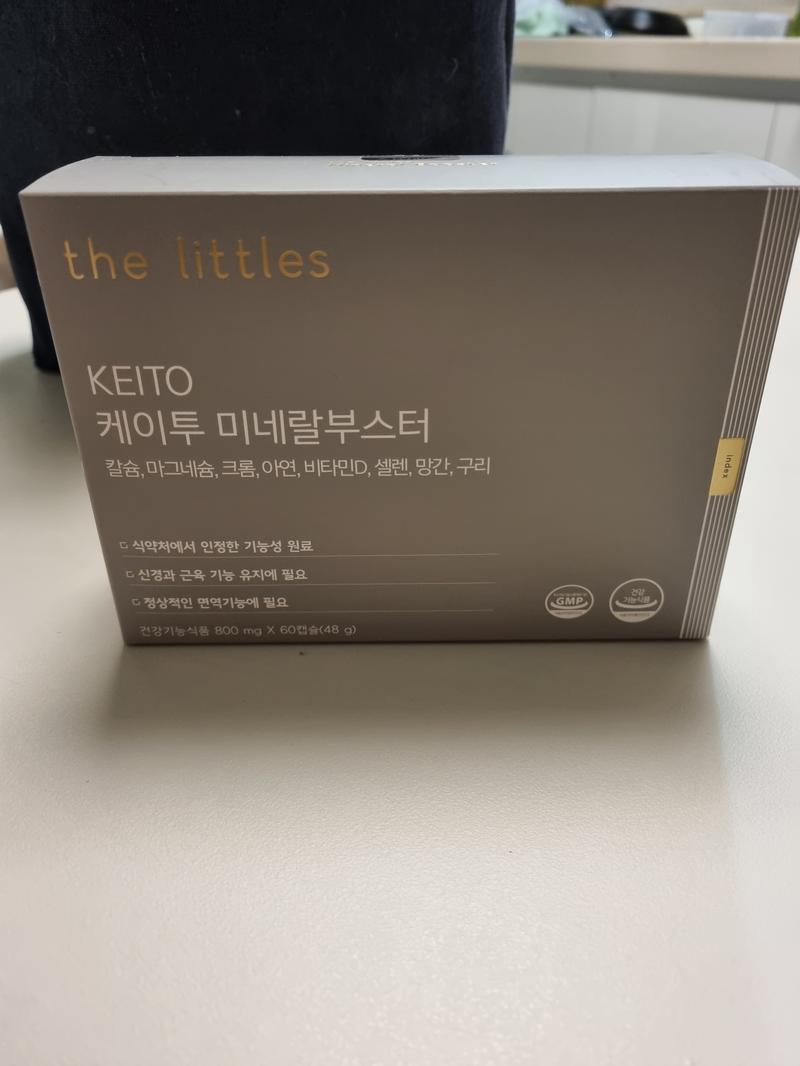 the littles
KEITO
케이투 미네랄부스터
칼슘, 마그네슘, 크롬, 아연, 비타민D, 셀렌, 망간, 구리
식약처에서 인정한 기능성 원료
신경과 근육 기능 유지에 필요
정상적인 면역기능에 필요
건강기능식품 800 mg X 60캡슐(48 g)
GMP
건강
기능식품
index